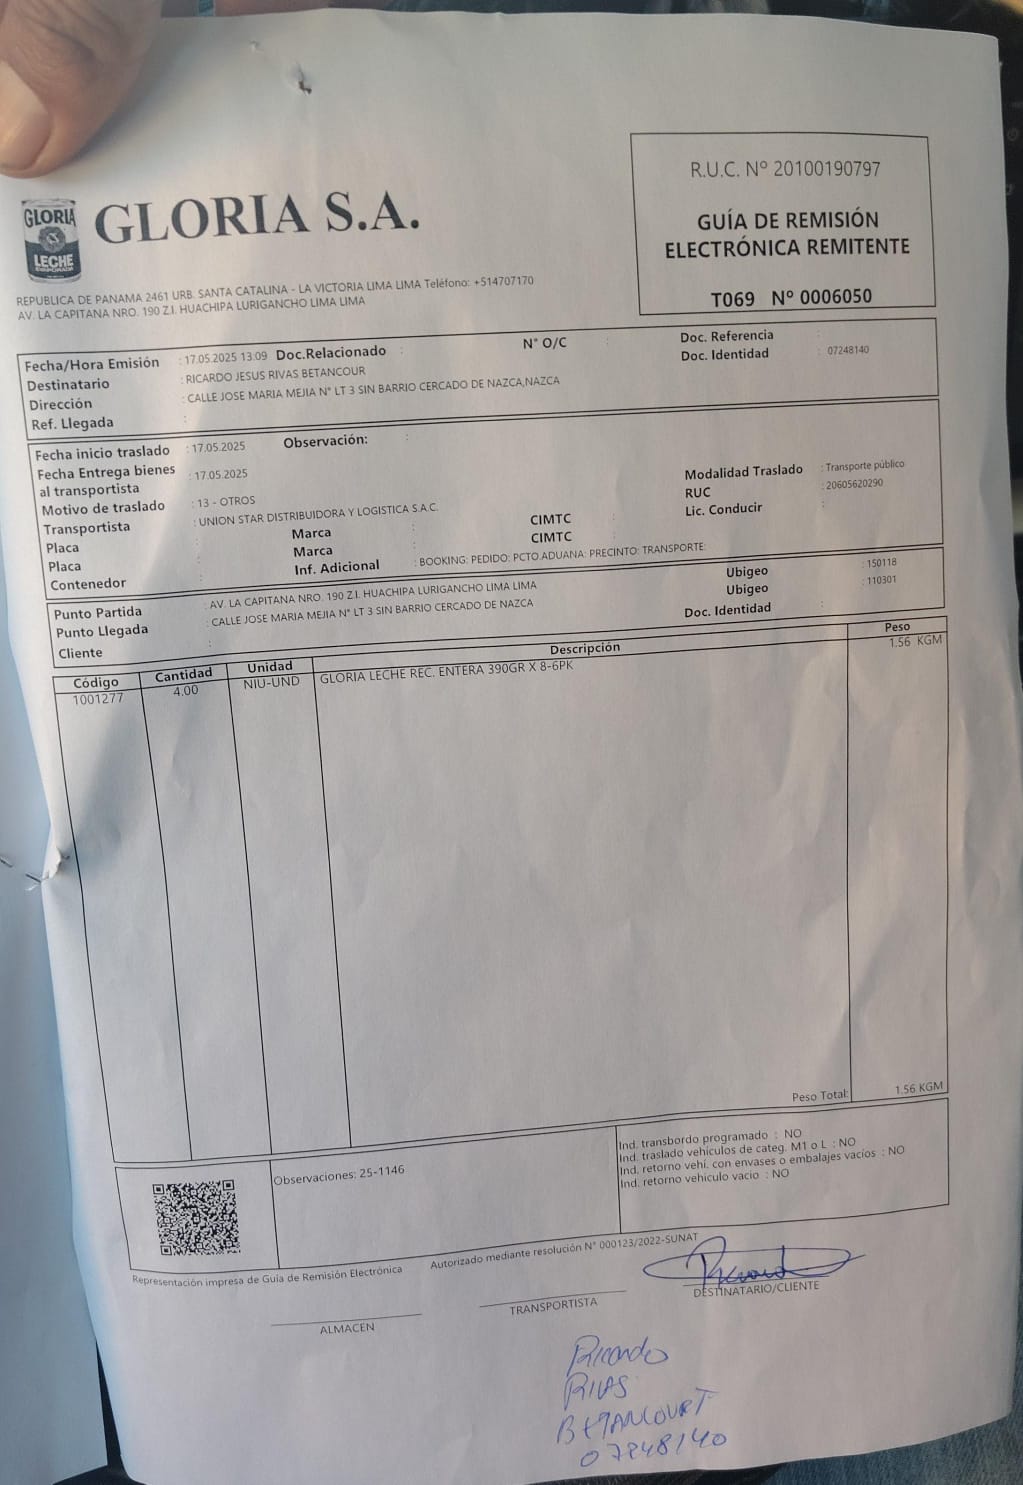 GLORIA
LECHE
EVAPORADA
GLORIA S.A.
REPUBLICA DE PANAMA 2461 URB. SANTA CATALINA - LA VICTORIA LIMA LIMA Teléfono: +514707170
AV. LA CAPITANA NRO. 190 Z.I. HUACHIPA LURIGANCHO LIMA LIMA
R.U.C. Nº 20100190797
GUÍA DE REMISIÓN
ELECTRÓNICA REMITENTE
T069 Nº 0006050
Fecha/Hora Emisión : 17.05.2025 13:09 Doc.Relacionado : N° O/C : Doc. Referencia :
Destinatario : RICARDO JESUS RIVAS BETANCOUR Doc. Identidad : 07248140
Dirección : CALLE JOSE MARIA MEJIA N° LT 3 SIN BARRIO CERCADO DE NAZCA,NAZCA
Ref. Llegada :
Fecha inicio traslado : 17.05.2025 Observación: :
Fecha Entrega bienes : 17.05.2025
al transportista
Modalidad Traslado : Transporte público
Motivo de traslado : 13 - OTROS RUC : 20605620290
Transportista : UNION STAR DISTRIBUIDORA Y LOGISTICA S.A.C. Lic. Conducir :
Placa : Marca : CIMTC :
Placa : Marca : CIMTC :
Contenedor : Inf. Adicional : BOOKING: PEDIDO: PCTO.ADUANA: PRECINTO: TRANSPORTE:
Punto Partida : AV. LA CAPITANA NRO. 190 Z.I. HUACHIPA LURIGANCHO LIMA LIMA Ubigeo : 150118
Punto Llegada : CALLE JOSE MARIA MEJIA N° LT 3 SIN BARRIO CERCADO DE NAZCA Ubigeo : 110301
Cliente : Doc. Identidad :
Código Cantidad Unidad Descripción Peso
1001277 4.00 NIU-UND GLORIA LECHE REC. ENTERA 390GR X 8-6PK 1.56 KGM
Peso Total: 1.56 KGM
Observaciones: 25-1146
Ind. transbordo programado : NO
Ind. traslado vehículos de categ. M1 o L : NO
Ind. retorno vehí. con envases o embalajes vacíos : NO
Ind. retorno vehículo vacio : NO
Representación impresa de Guía de Remisión Electrónica
Autorizado mediante resolución N° 000123/2022-SUNAT
Ricardo
ALMACEN
TRANSPORTISTA
DESTINATARIO/CLIENTE
Ricardo
RIVAS
BETANCOURT
07248140